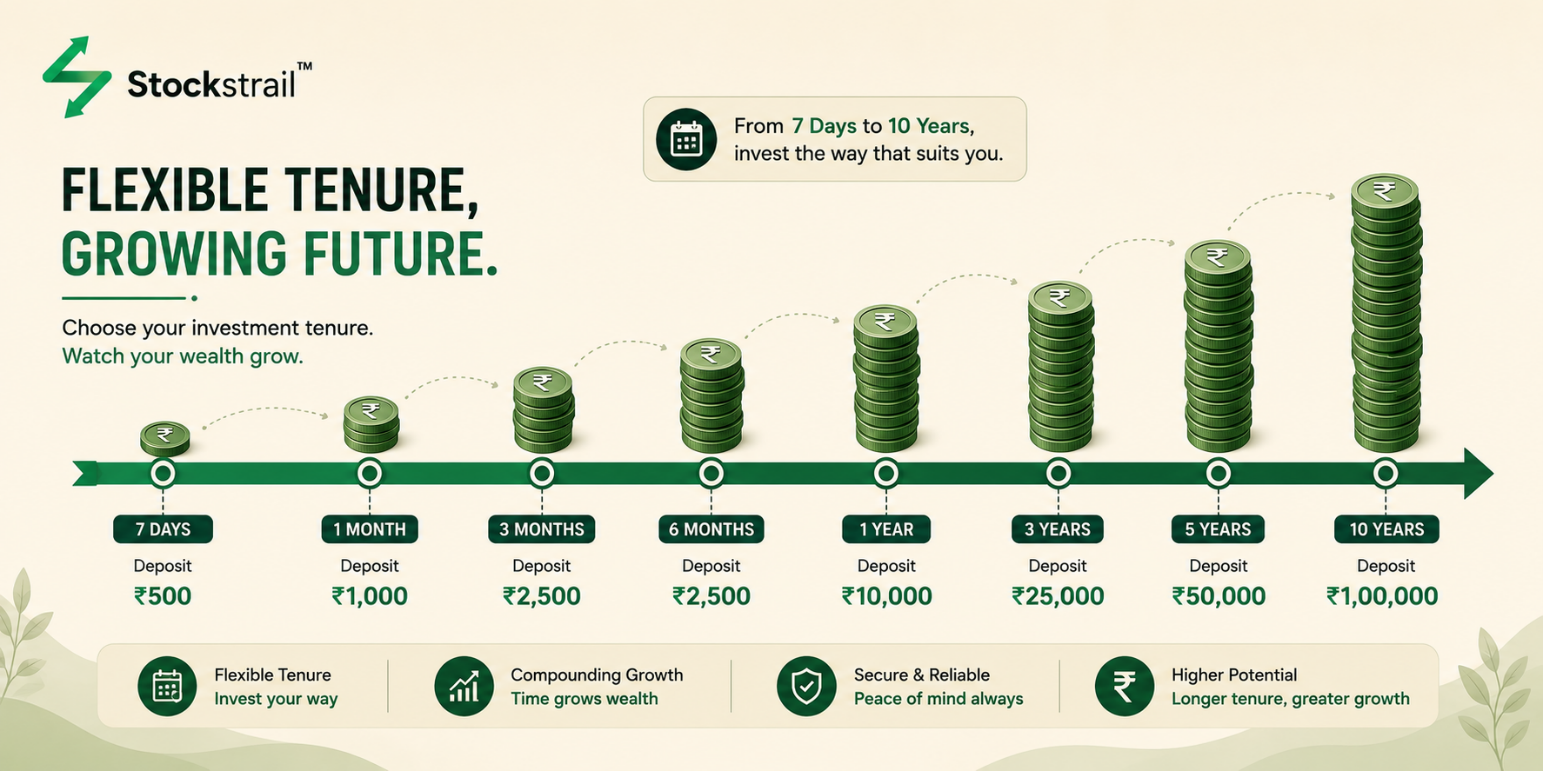 Stockstrail™
From 7 Days to 10 Years,
invest the way that suits you.
FLEXIBLE TENURE,
GROWING FUTURE.
Choose your investment tenure.
Watch your wealth grow.
₹
₹
₹
₹
₹
₹
₹
₹
7 DAYS
1 MONTH
3 MONTHS
6 MONTHS
1 YEAR
3 YEARS
5 YEARS
10 YEARS
Deposit
Deposit
Deposit
Deposit
Deposit
Deposit
Deposit
Deposit
₹500
₹1,000
₹2,500
₹2,500
₹10,000
₹25,000
₹50,000
₹1,00,000
Flexible Tenure
Invest your way
Compounding Growth
Time grows wealth
Secure & Reliable
Peace of mind always
₹
Higher Potential
Longer tenure, greater growth